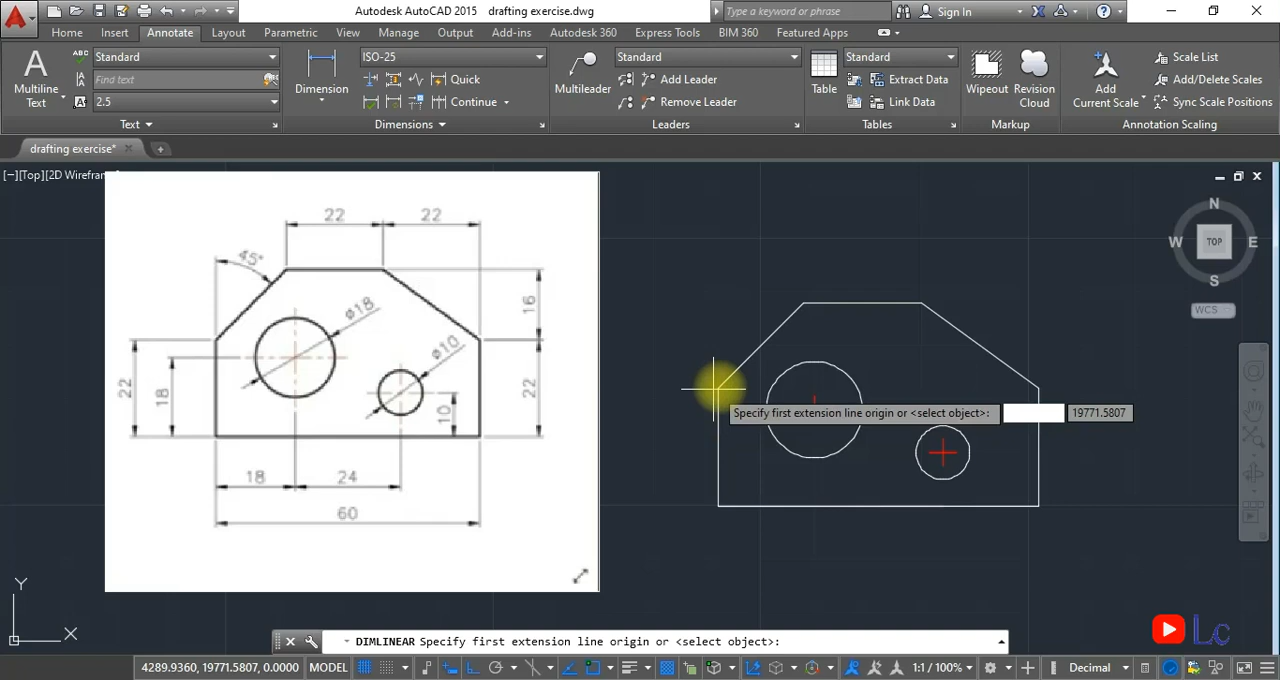 Autodesk AutoCAD 2015 drafting exercise.dwg
Type a keyword or phrase
Sign In
Home Insert Annotate Layout Parametric View Manage Output Add-ins Autodesk 360 Express Tools BIM 360 Featured Apps
Standard ISO-25 Standard Standard Scale List
Find text Quick Add Leader Extract Data Add/Delete Scales
Multiline Text Dimension Multileader Table Wipeout Revision Cloud Add Current Scale
2.5 Continue Remove Leader Link Data Sync Scale Positions
Text Dimensions Leaders Tables Markup Annotation Scaling
drafting exercise*
[−][Top][2D Wirefram
N
W TOP E
S
WCS
22 22
45°
16
ø18
ø10
22 18 10 22
18 24
60
Specify first extension line origin or <select object>: 19771.5807
Y
X
Lc
DIMLINEAR Specify first extension line origin or <select object>:
4289.9360, 19771.5807, 0.0000 MODEL 1:1 / 100% Decimal